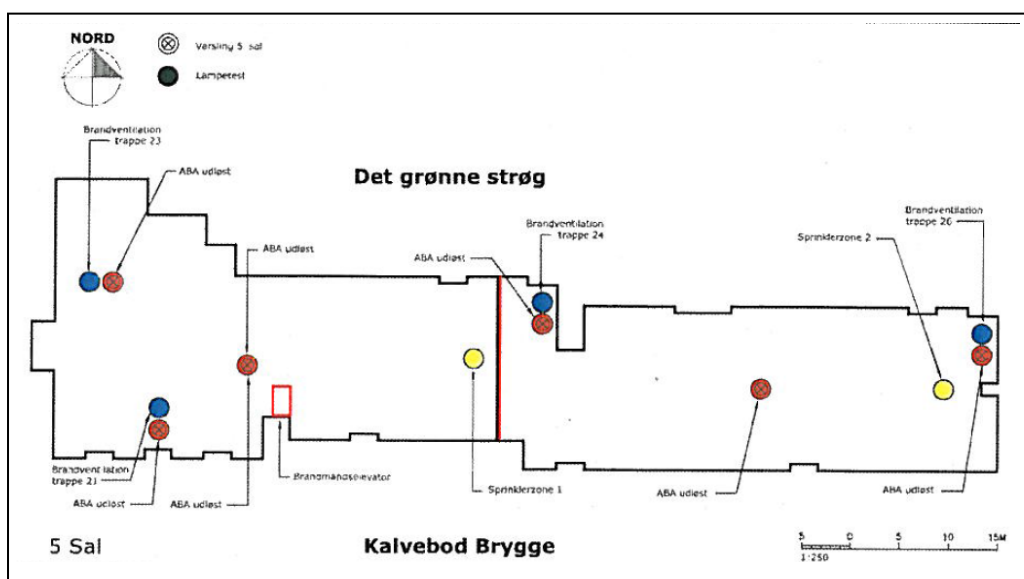 NORD
Varsling 5 sal
Lampetest
Brandventilation
trappe 23
ABA udløst
Det grønne strøg
ABA udløst
ABA udløst
Brandventilation
trappe 24
Sprinklerzone 2
Brandventilation
trappe 26
Brandventilation
trappe 21
ABA udløst
ABA udløst
Brandmandselevator
Sprinklerzone 1
ABA udløst
ABA udløst
5 Sal
Kalvebod Brygge
5 0 5 10 15M
1:250